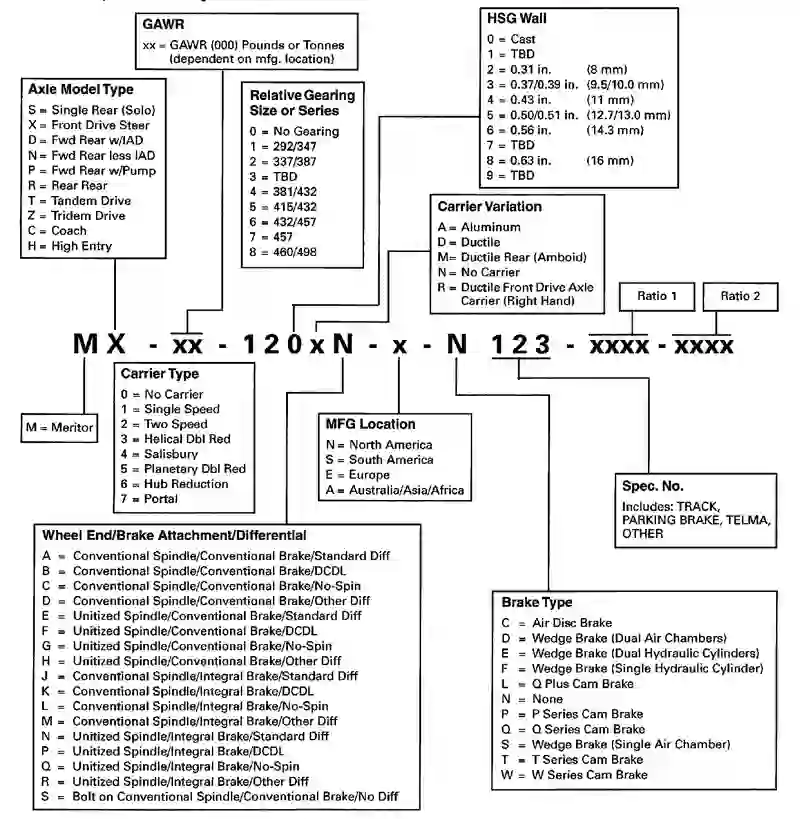 GAWR
xx = GAWR (000) Pounds or Tonnes
(dependent on mfg. location)
HSG Wall
0 = Cast
1 = TBD
2 = 0.31 in. (8 mm)
3 = 0.37/0.39 in. (9.5/10.0 mm)
4 = 0.43 in. (11 mm)
5 = 0.50/0.51 in. (12.7/13.0 mm)
6 = 0.56 in. (14.3 mm)
7 = TBD
8 = 0.63 in. (16 mm)
9 = TBD
Axle Model Type
S = Single Rear (Solo)
X = Front Drive Steer
D = Fwd Rear w/IAD
N = Fwd Rear less IAD
P = Fwd Rear w/Pump
R = Rear Rear
T = Tandem Drive
Z = Tridem Drive
C = Coach
H = High Entry
Relative Gearing
Size or Series
0 = No Gearing
1 = 292/347
2 = 337/387
3 = TBD
4 = 381/432
5 = 415/432
6 = 432/457
7 = 457
8 = 460/498
Carrier Variation
A = Aluminum
D = Ductile
M= Ductile Rear (Amboid)
N = No Carrier
R = Ductile Front Drive Axle
Carrier (Right Hand)
Ratio 1
Ratio 2
MX - xx - 120xN - x - N 123 - xxxx - xxxx
M = Meritor
Carrier Type
0 = No Carrier
1 = Single Speed
2 = Two Speed
3 = Helical Dbl Red
4 = Salisbury
5 = Planetary Dbl Red
6 = Hub Reduction
7 = Portal
MFG Location
N = North America
S = South America
E = Europe
A = Australia/Asia/Africa
Spec. No.
Includes: TRACK,
PARKING BRAKE, TELMA,
OTHER
Wheel End/Brake Attachment/Differential
A = Conventional Spindle/Conventional Brake/Standard Diff
B = Conventional Spindle/Conventional Brake/DCDL
C = Conventional Spindle/Conventional Brake/No-Spin
D = Conventional Spindle/Conventional Brake/Other Diff
E = Unitized Spindle/Conventional Brake/Standard Diff
F = Unitized Spindle/Conventional Brake/DCDL
G = Unitized Spindle/Conventional Brake/No-Spin
H = Unitized Spindle/Conventional Brake/Other Diff
J = Conventional Spindle/Integral Brake/Standard Diff
K = Conventional Spindle/Integral Brake/DCDL
L = Conventional Spindle/Integral Brake/No-Spin
M = Conventional Spindle/Integral Brake/Other Diff
N = Unitized Spindle/Integral Brake/Standard Diff
P = Unitized Spindle/Integral Brake/DCDL
Q = Unitized Spindle/Integral Brake/No-Spin
R = Unitized Spindle/Integral Brake/Other Diff
S = Bolt on Conventional Spindle/Conventional Brake/No Diff
Brake Type
C = Air Disc Brake
D = Wedge Brake (Dual Air Chambers)
E = Wedge Brake (Dual Hydraulic Cylinders)
F = Wedge Brake (Single Hydraulic Cylinder)
L = Q Plus Cam Brake
N = None
P = P Series Cam Brake
Q = Q Series Cam Brake
S = Wedge Brake (Single Air Chamber)
T = T Series Cam Brake
W = W Series Cam Brake